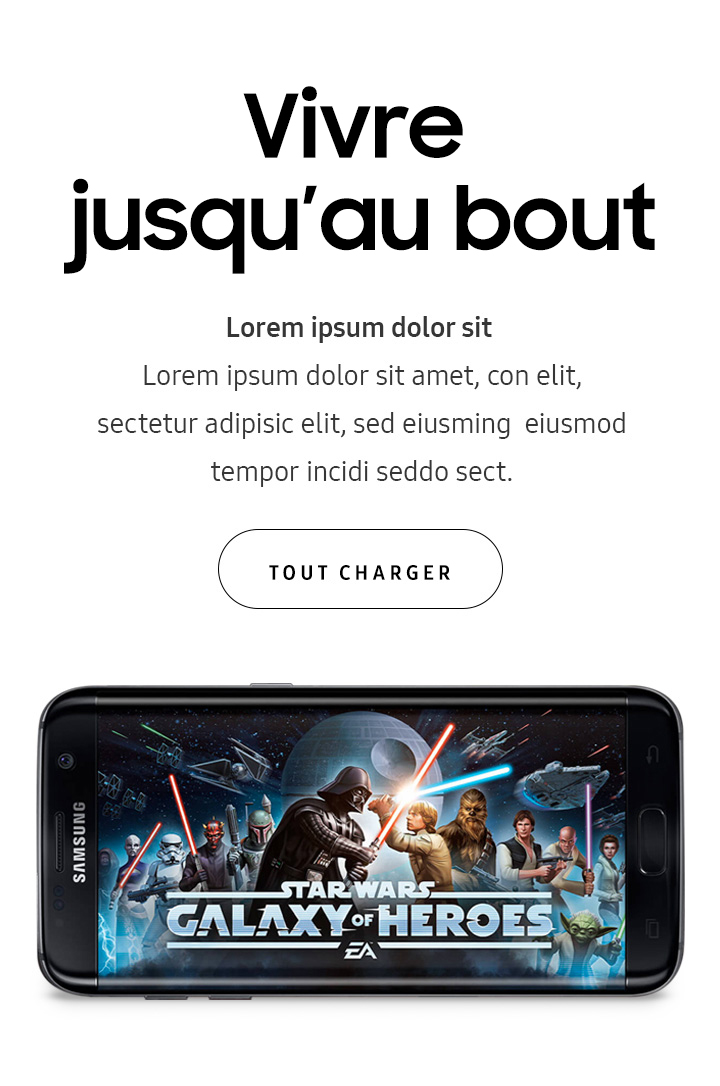 Vivre
jusqu'au bout
Lorem ipsum dolor sit
Lorem ipsum dolor sit amet, con elit,
sectetur adipisic elit, sed eiusming  eiusmod
tempor incidi seddo sect.
TOUT CHARGER
SAMSUNG
STAR WARS
GALAXY OF HEROES
EA